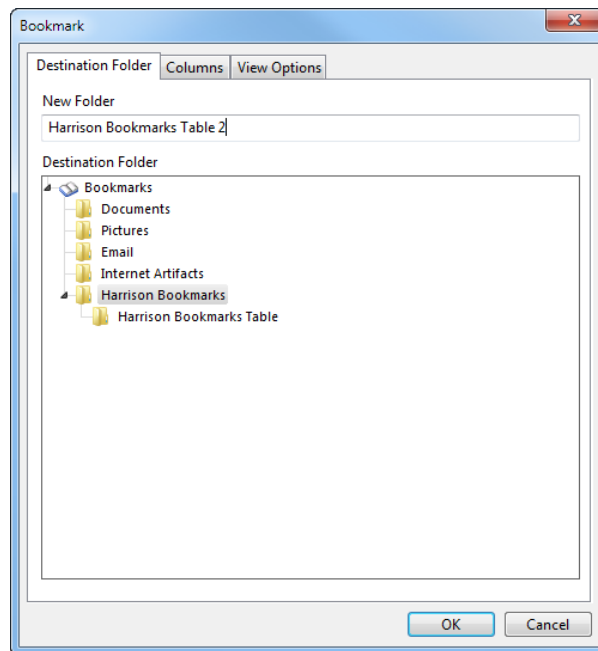 Bookmark
Destination Folder Columns View Options
New Folder
Harrison Bookmarks Table 2
Destination Folder
Bookmarks
Documents
Pictures
Email
Internet Artifacts
Harrison Bookmarks
Harrison Bookmarks Table
OK Cancel